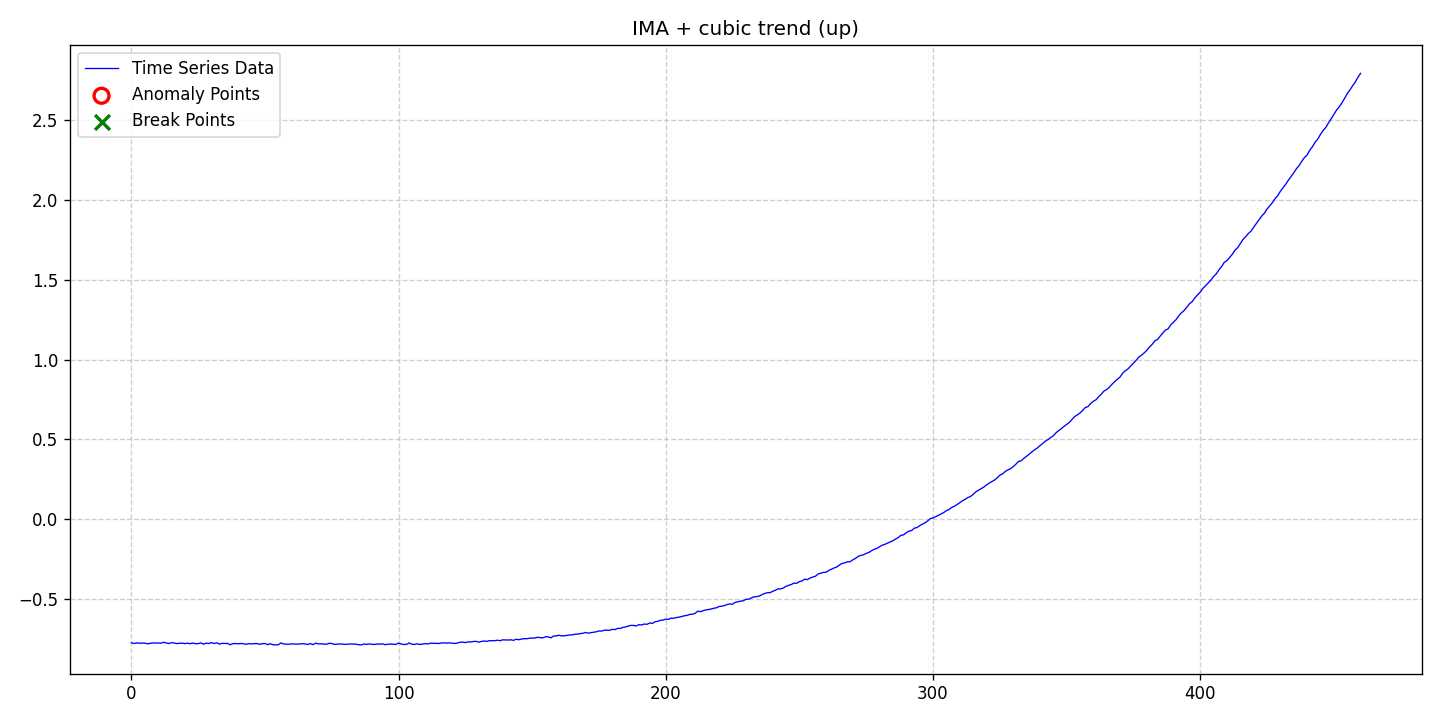 IMA + cubic trend (up)
Time Series Data
Anomaly Points
Break Points
2.5
2.0
1.5
1.0
0.5
0.0
−0.5
0 100 200 300 400